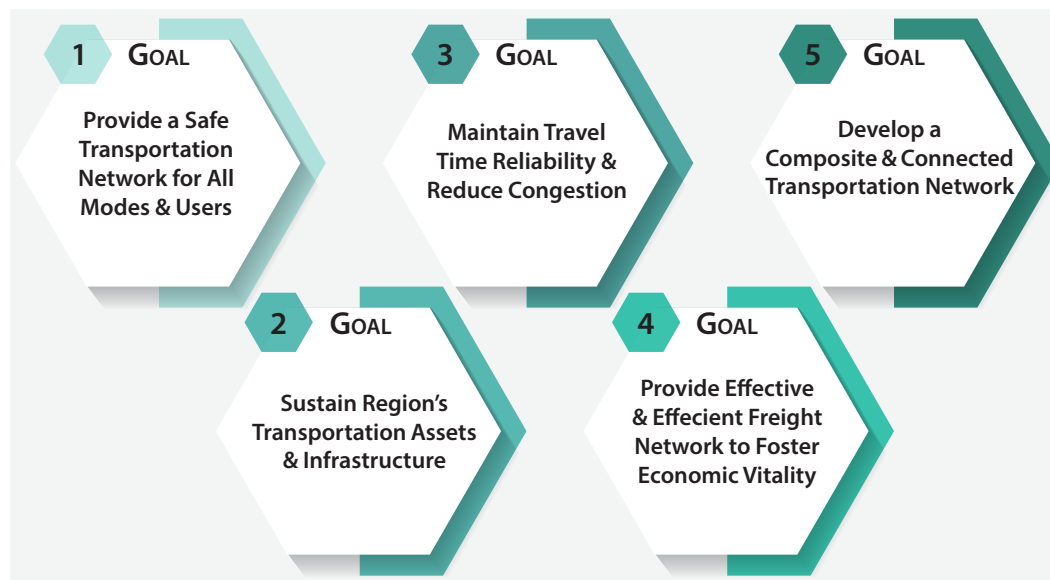 1 GOAL
Provide a Safe
Transportation
Network for All
Modes & Users
2 GOAL
Sustain Region’s
Transportation Assets
& Infrastructure
3 GOAL
Maintain Travel
Time Reliability &
Reduce Congestion
4 GOAL
Provide Effective
& Effecient Freight
Network to Foster
Economic Vitality
5 GOAL
Develop a
Composite & Connected
Transportation Network